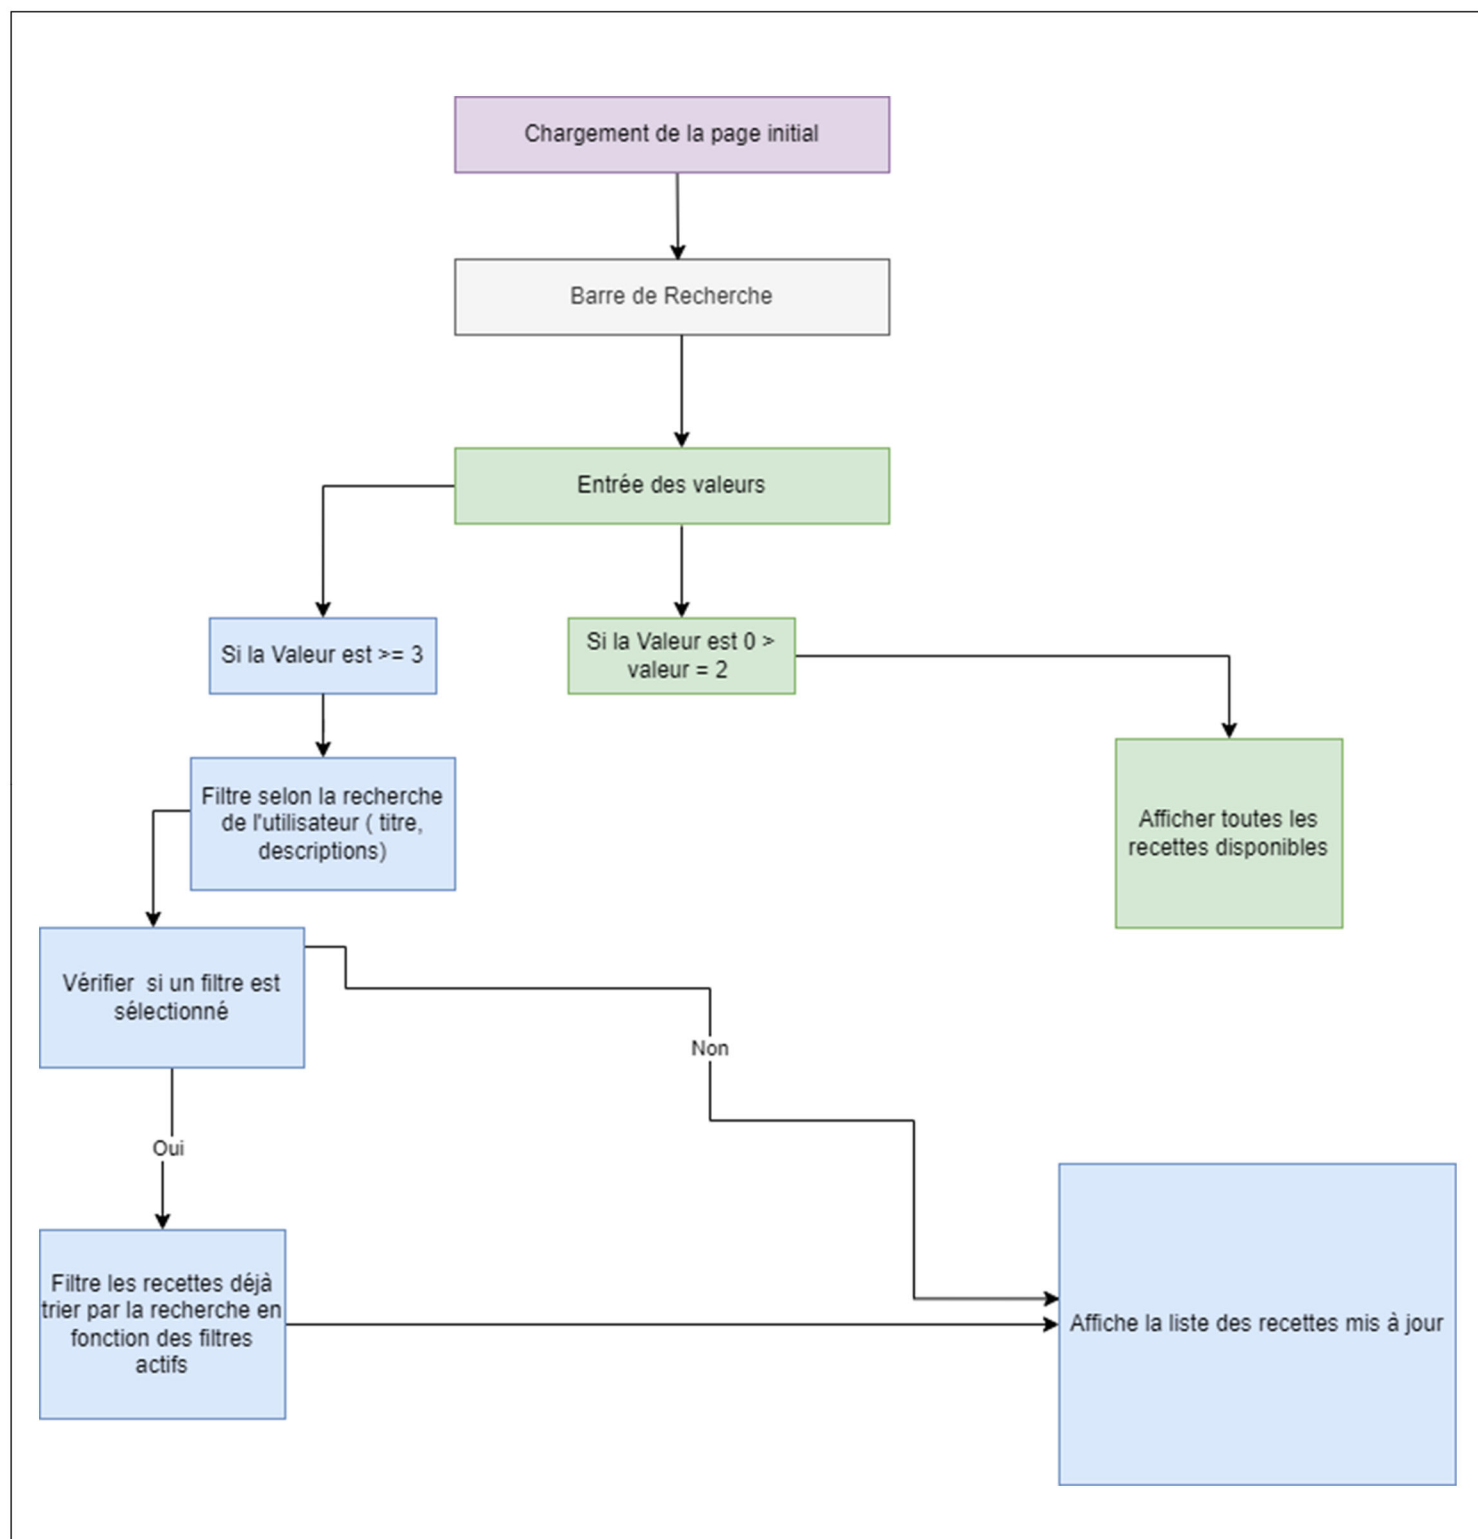 Chargement de la page initial
Barre de Recherche
Entrée des valeurs
Si la Valeur est >= 3
Si la Valeur est 0 >
valeur = 2
Filtre selon la recherche
de l'utilisateur ( titre,
descriptions)
Afficher toutes les
recettes disponibles
Vérifier  si un filtre est
sélectionné
Non
Oui
Filtre les recettes déjà
trier par la recherche en
fonction des filtres
actifs
Affiche la liste des recettes mis à jour